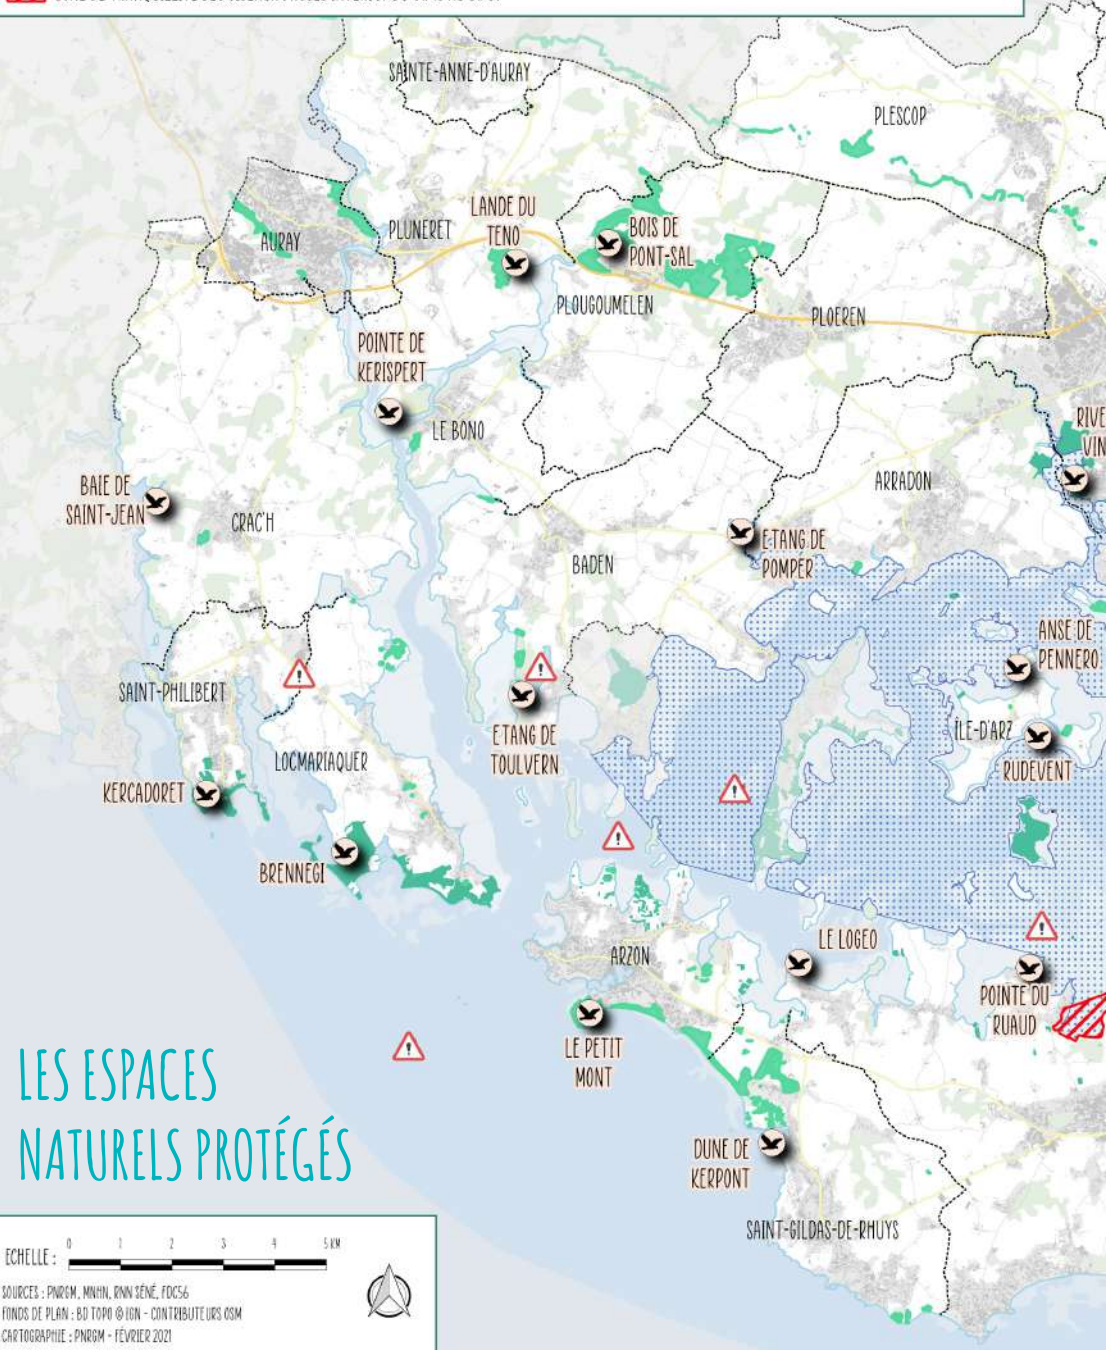 SAINTE-ANNE-D'AURAY
PLESCOP
LANDE DU
TENO
PLUNERET
AURAY
BOIS DE
PONT-SAL
PLOUGOUMELEN
PLOEREN
POINTE DE
KERISPERT
LE BONO
RIVE
VIN
BAIE DE
SAINT-JEAN
CRAC'H
ARRADON
ETANG DE
POMPER
BADEN
ANSE DE
PENNERO
SAINT-PHILIBERT
ETANG DE
TOULVERN
ÎLE-D'ARZ
RUDEVENT
LOCMARIAQUER
KERCADORET
BRENNEGI
ARZON
LE LOGEO
POINTE DU
RUAUD
LE PETIT
MONT
DUNE DE
KERPONT
SAINT-GILDAS-DE-RHUYS
LES ESPACES
NATURELS PROTÉGÉS
ECHELLE : 0 1 2 3 4 5 KM
SOURCES : PNRGM, MNHN, RNN SÉNÉ, FDC56
FONDS DE PLAN : BD TOPO @ IGN - CONTRIBUTEURS OSM
CARTOGRAPHIE : PNRGM - FÉVRIER 2021